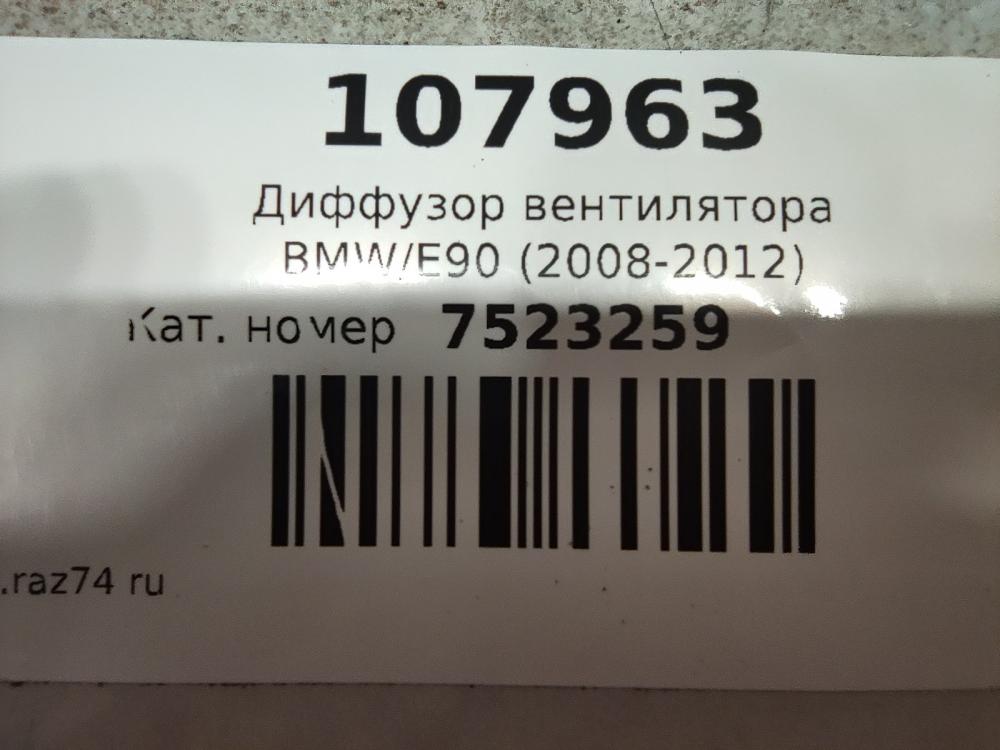 107963
Диффузор вентилятора
BMW/E90 (2008-2012)
Кат. номер 7523259
.raz74 ru